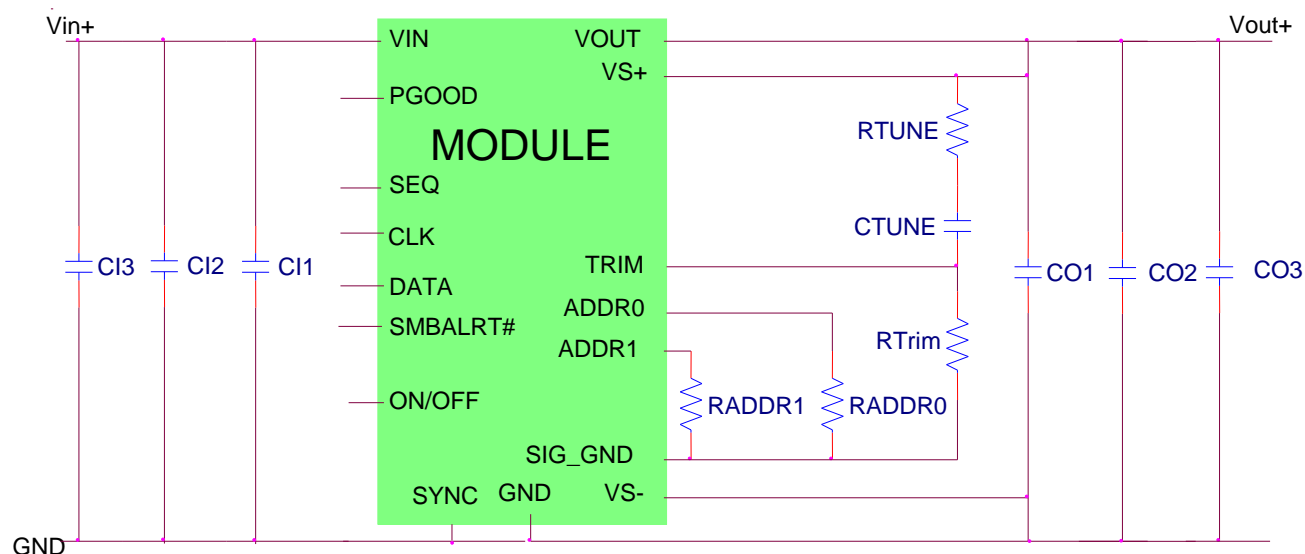 Vin+
VIN
VOUT
Vout+
VS+
PGOOD
RTUNE
MODULE
SEQ
CTUNE
CLK
TRIM
CI3
CI2
CI1
CO1
CO2
CO3
DATA
ADDR0
SMBALRT#
RTrim
ADDR1
ON/OFF
RADDR1
RADDR0
SIG_GND
SYNC
GND
VS-
GND